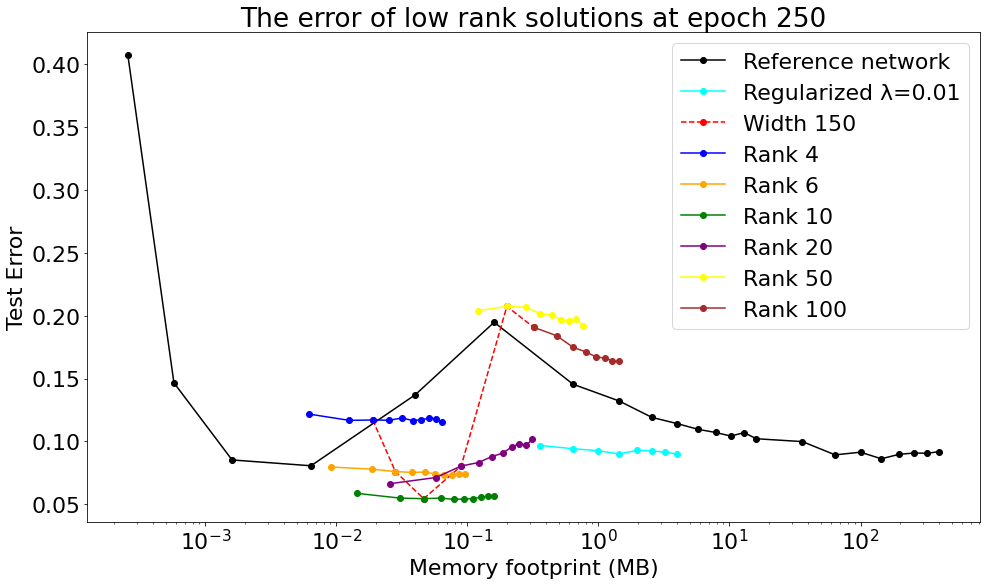 The error of low rank solutions at epoch 250
Test Error
0.40
0.35
0.30
0.25
0.20
0.15
0.10
0.05
Reference network
Regularized λ=0.01
Width 150
Rank 4
Rank 6
Rank 10
Rank 20
Rank 50
Rank 100
10⁻³ 10⁻² 10⁻¹ 10⁰ 10¹ 10²
Memory footprint (MB)